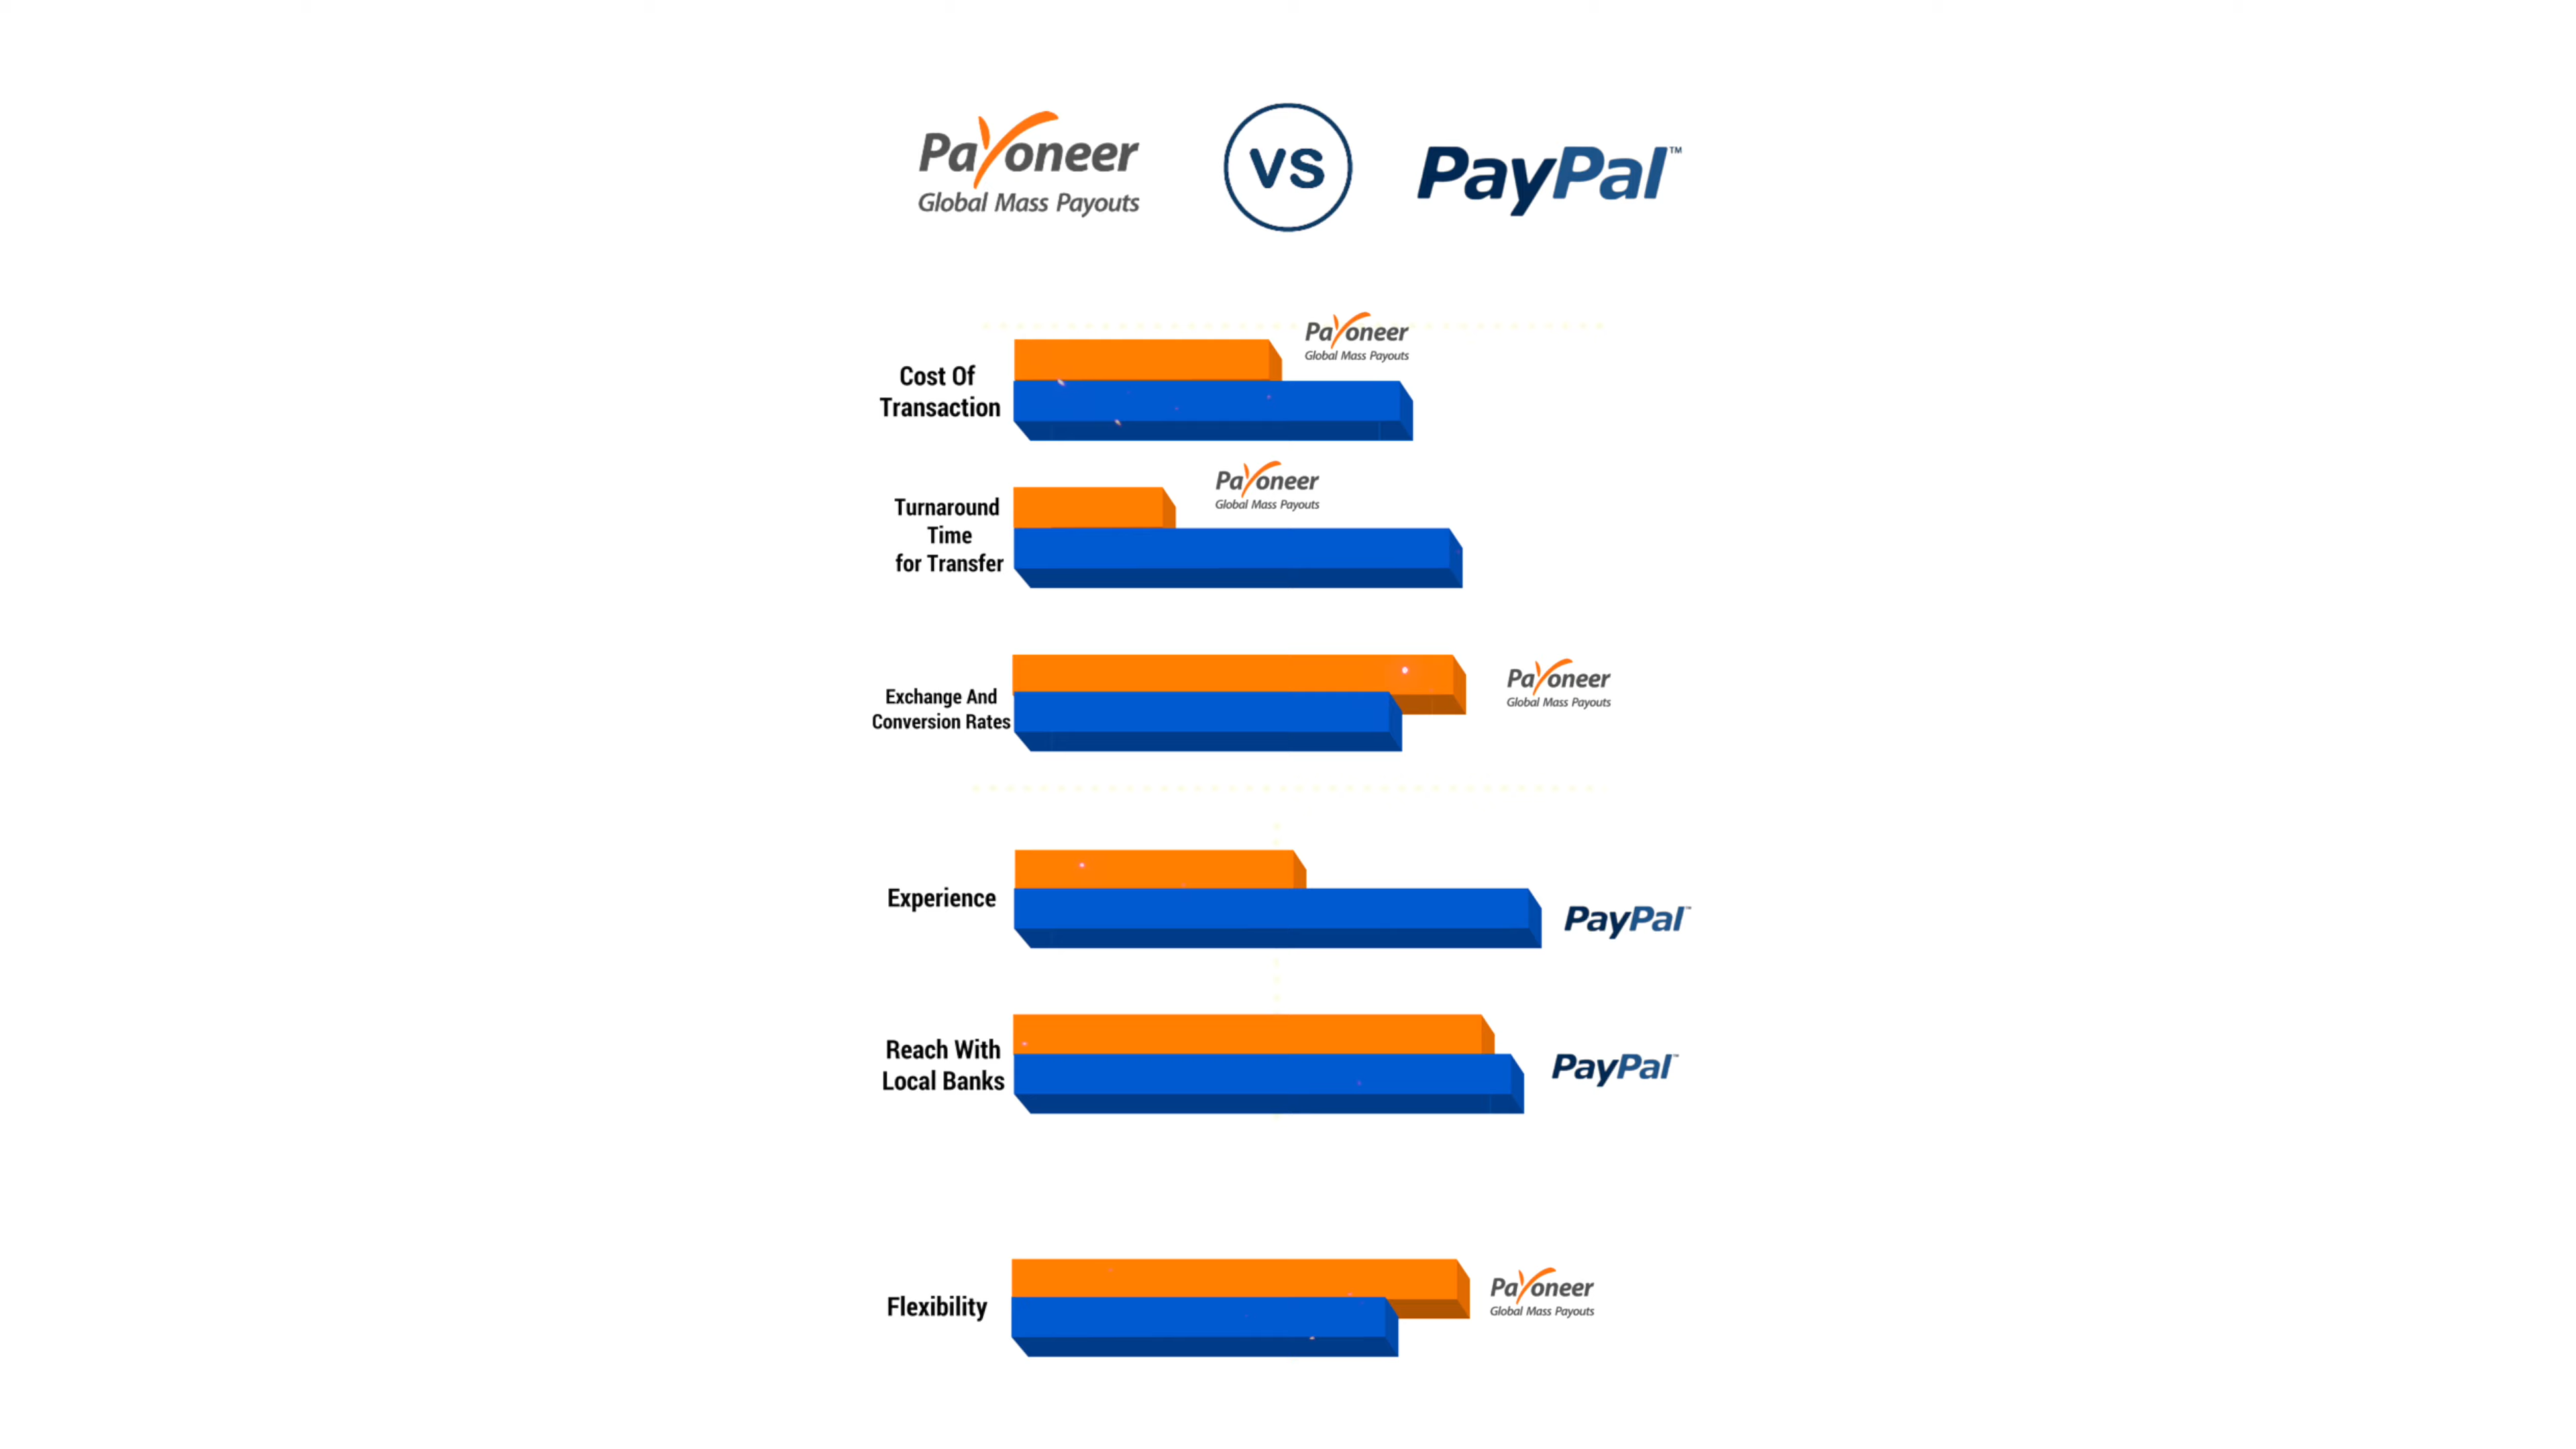 Payoneer
Global Mass Payouts
VS
PayPal™
Payoneer
Global Mass Payouts
Cost Of
Transaction
Payoneer
Global Mass Payouts
Turnaround
Time
for Transfer
Payoneer
Global Mass Payouts
Exchange And
Conversion Rates
Experience
PayPal™
Reach With
Local Banks
PayPal™
Payoneer
Global Mass Payouts
Flexibility